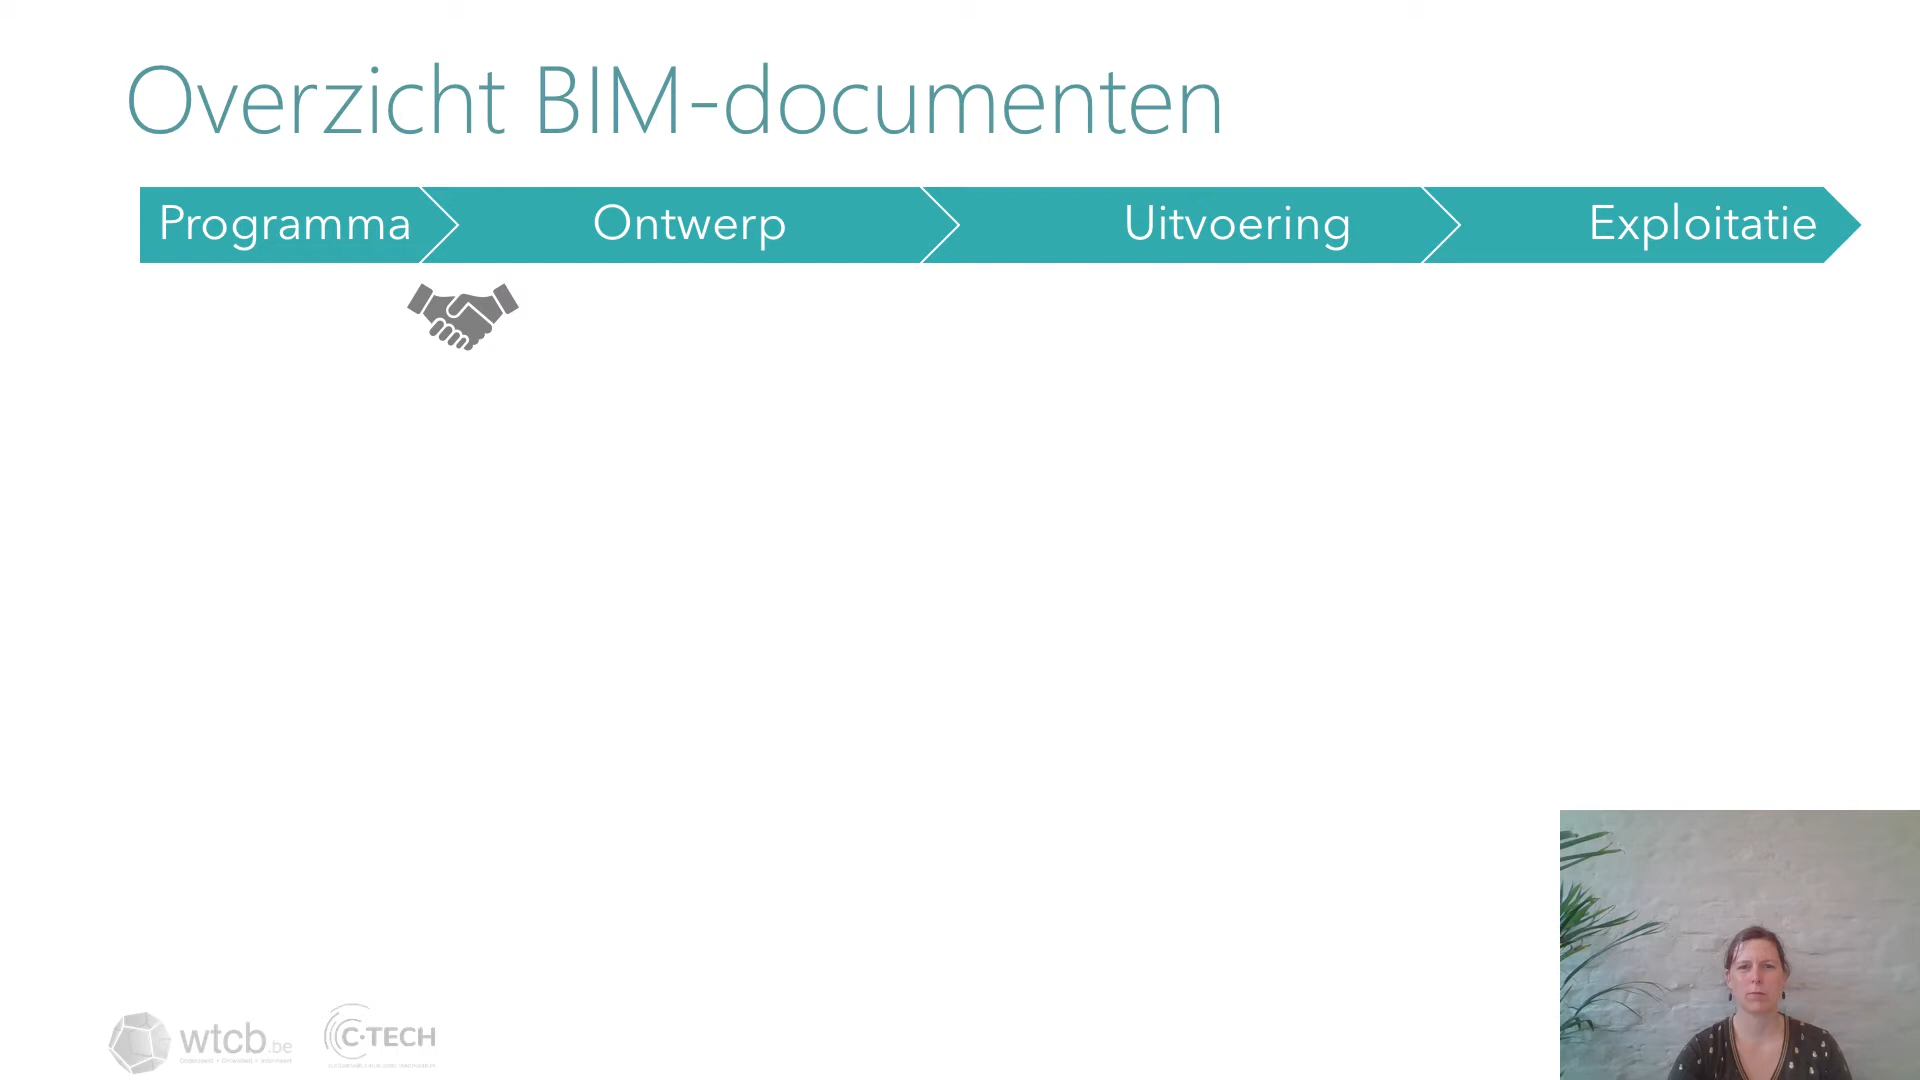 Overzicht BIM-documenten
Programma
Ontwerp
Uitvoering
Exploitatie
wtcb.be
C-TECH